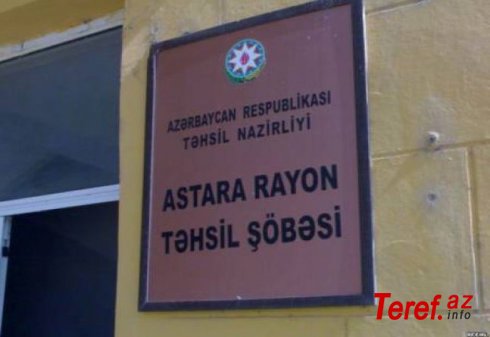 AZƏRBAYCAN RESPUBLİKASI
TƏHSİL NAZİRLİYİ
ASTARA RAYON
TƏHSİL ŞÖBƏSİ
Teref.az
.info